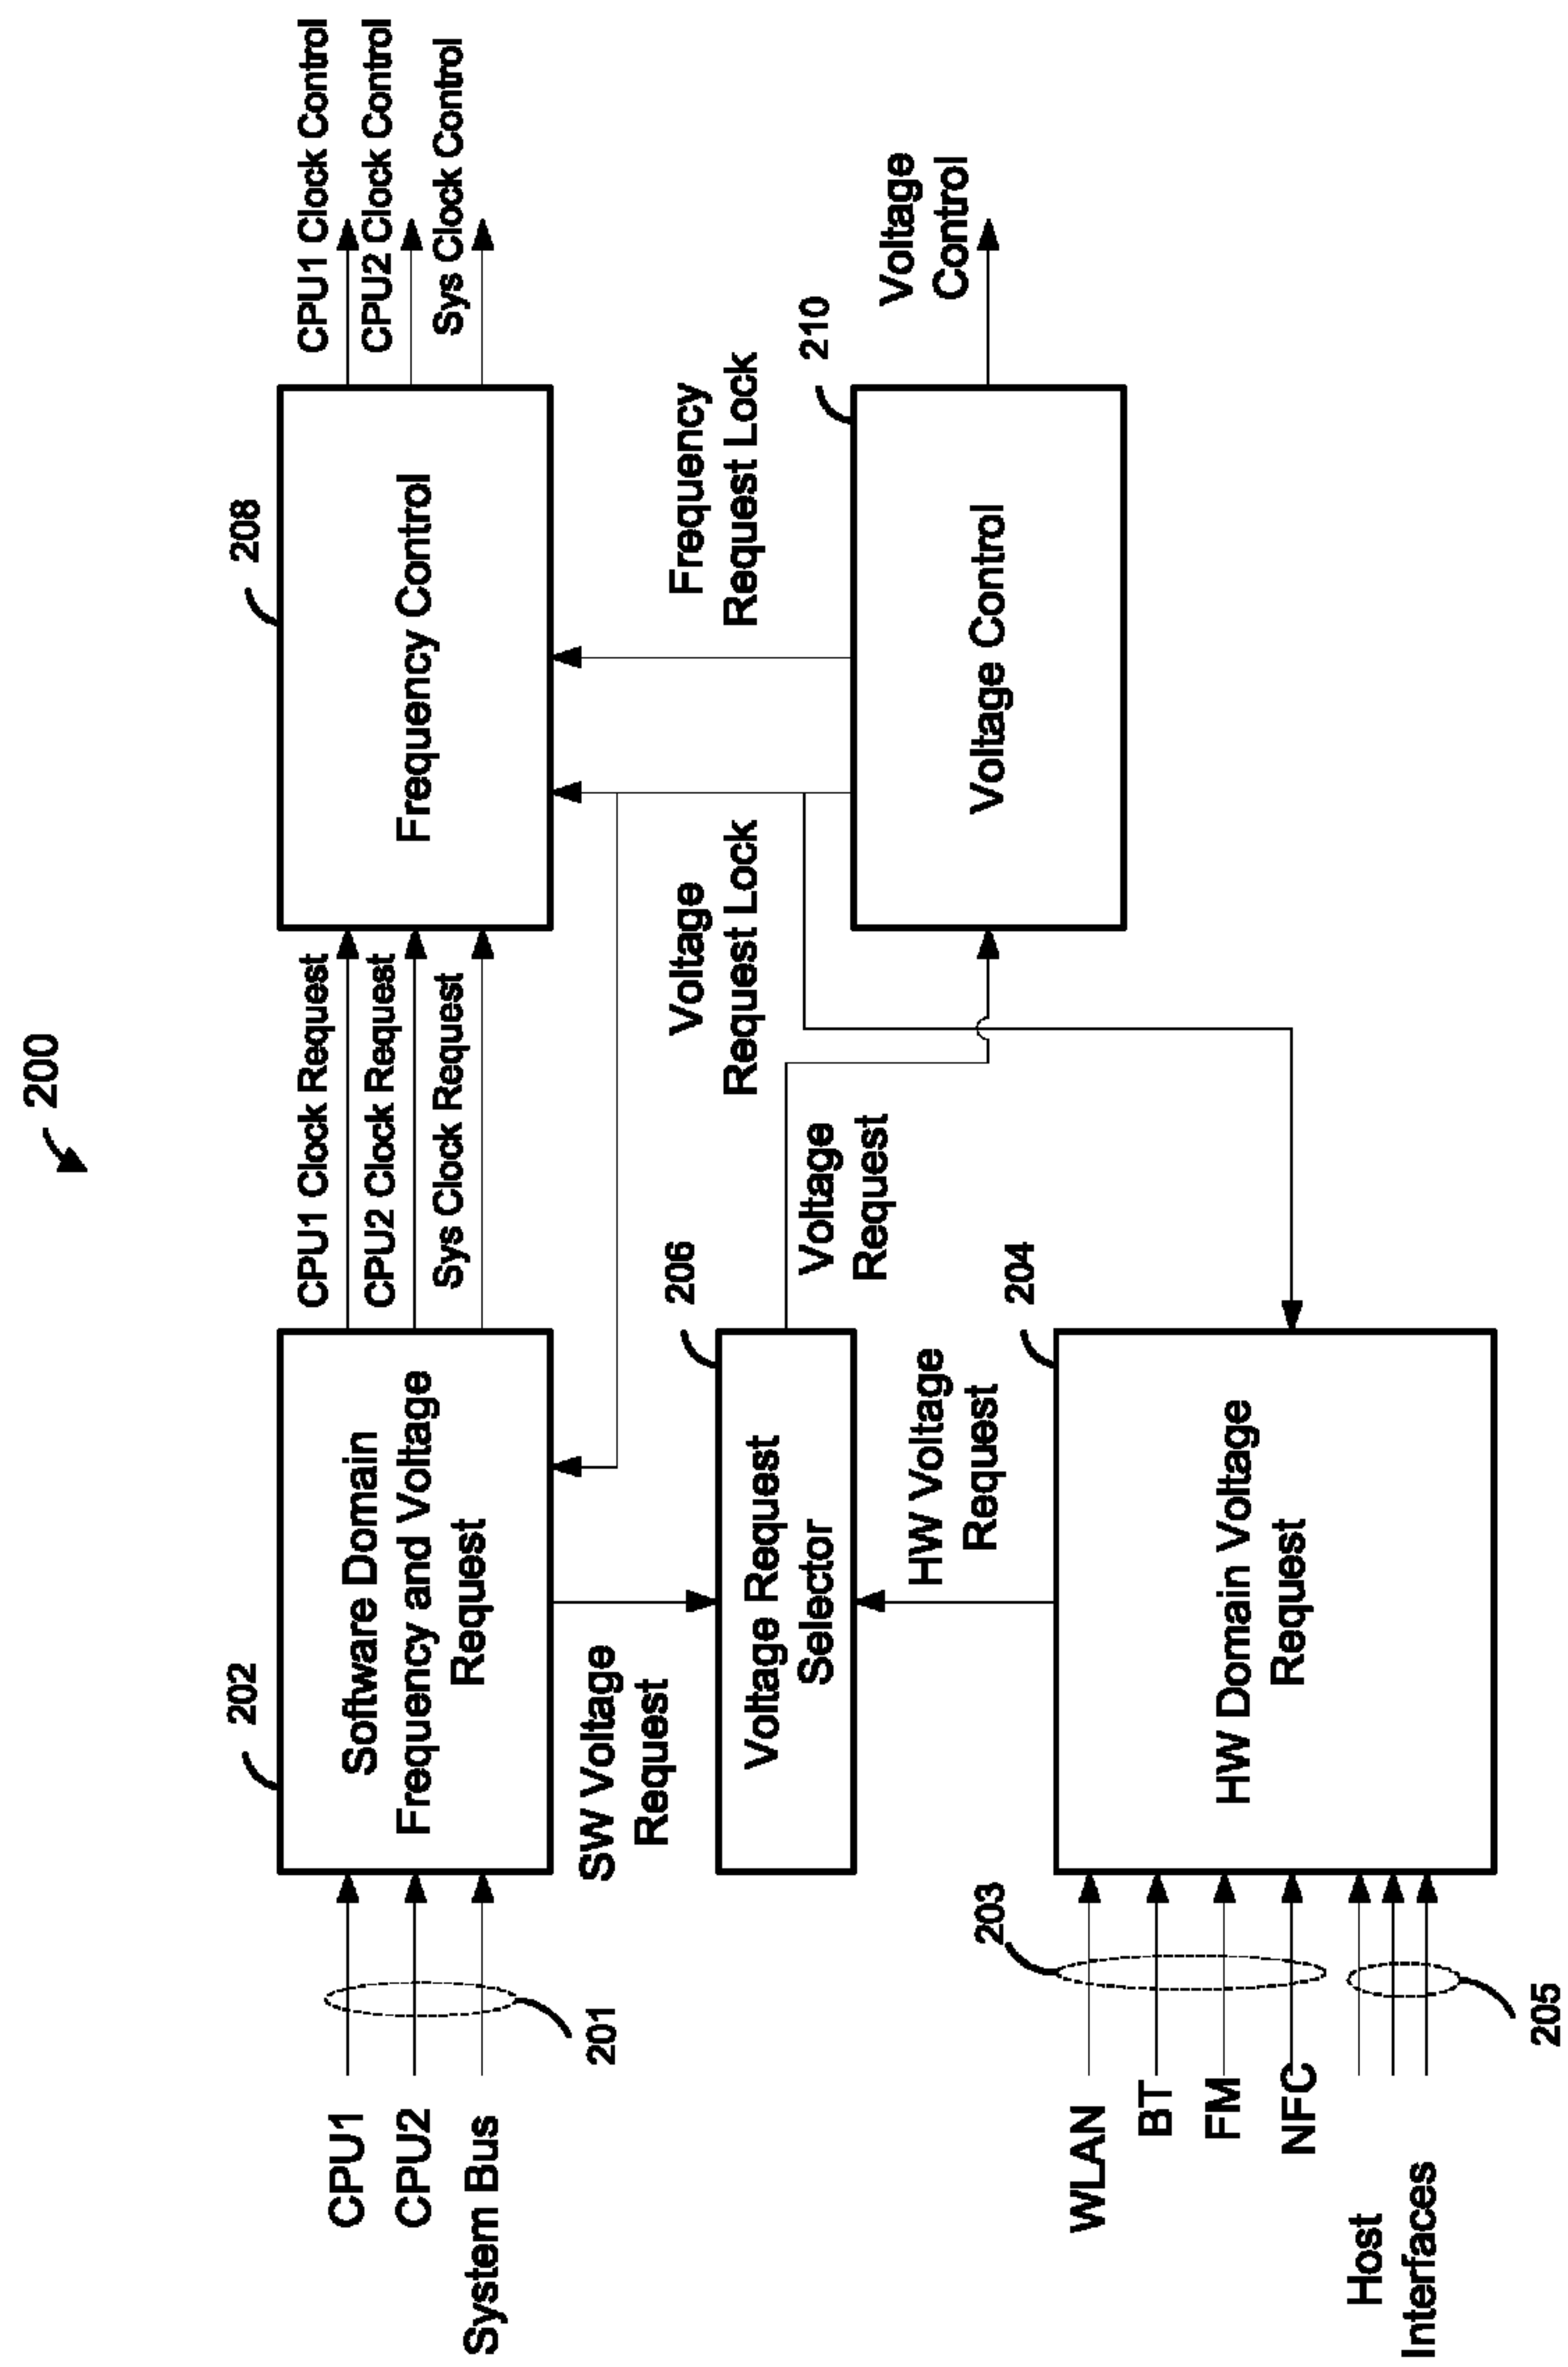 200
202
208
CPU1
CPU2
System Bus
201
Software Domain
Frequency and Voltage
Request
CPU1 Clock Request
CPU2 Clock Request
Sys Clock Request
Frequency Control
CPU1 Clock Control
CPU2 Clock Control
Sys Clock Control
SW Voltage
Request
206
Voltage Request
Selector
Voltage
Request
Voltage
Request Lock
Frequency
Request Lock
210
Voltage Control
Voltage
Control
HW Voltage
Request
203
204
WLAN
BT
FM
NFC
Host
Interfaces
205
HW Domain Voltage
Request